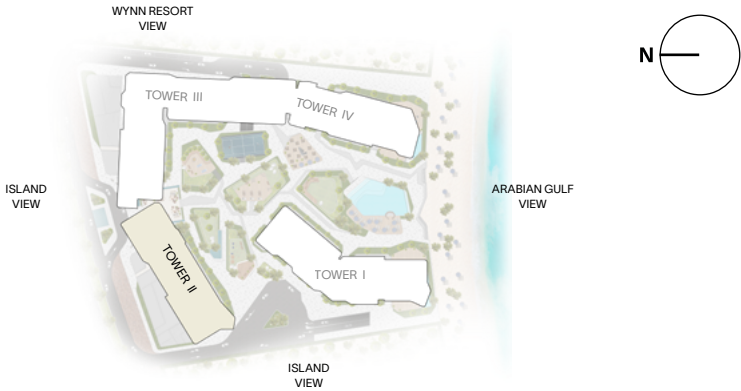 WYNN RESORT
VIEW
N
TOWER III
TOWER IV
ISLAND
VIEW
ARABIAN GULF
VIEW
TOWER II
TOWER I
ISLAND
VIEW